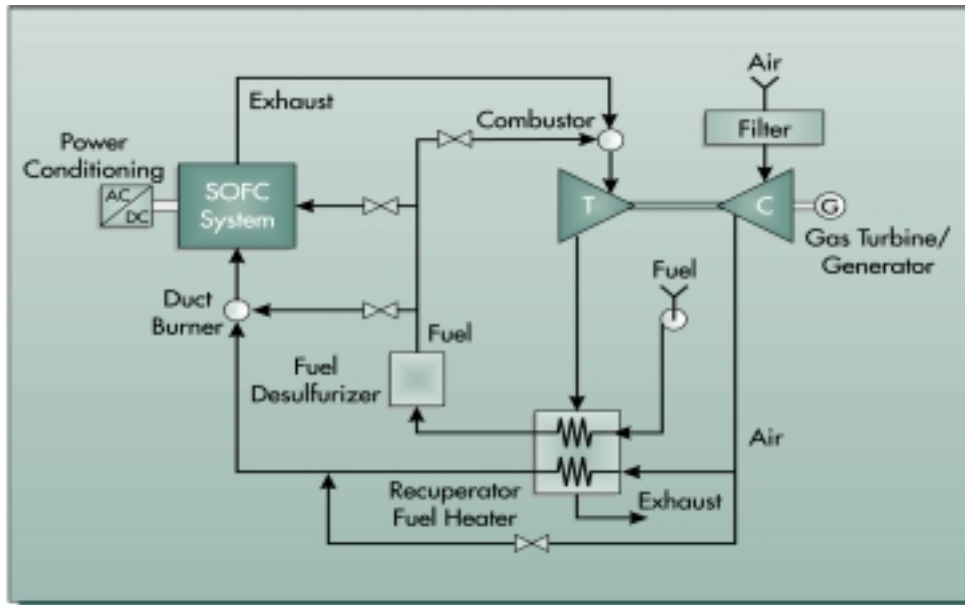 Air
Exhaust
Combustor
Filter
Power
Conditioning
AC
DC
SOFC
System
T
C
G
Gas Turbine/
Generator
Fuel
Duct
Burner
Fuel
Fuel
Desulfurizer
Air
Recuperator
Fuel Heater
Exhaust